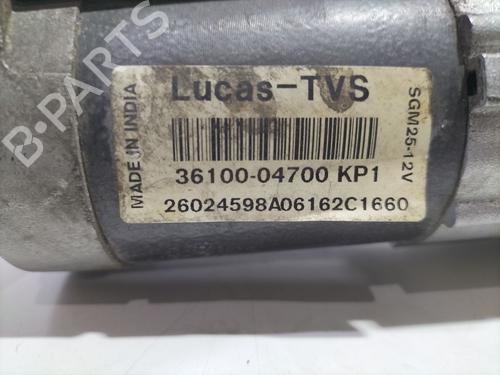 B-PARTS
Lucas-TVS
MADE IN INDIA
SGM25-12V
36100-04700 KP1
26024598A06162C1660